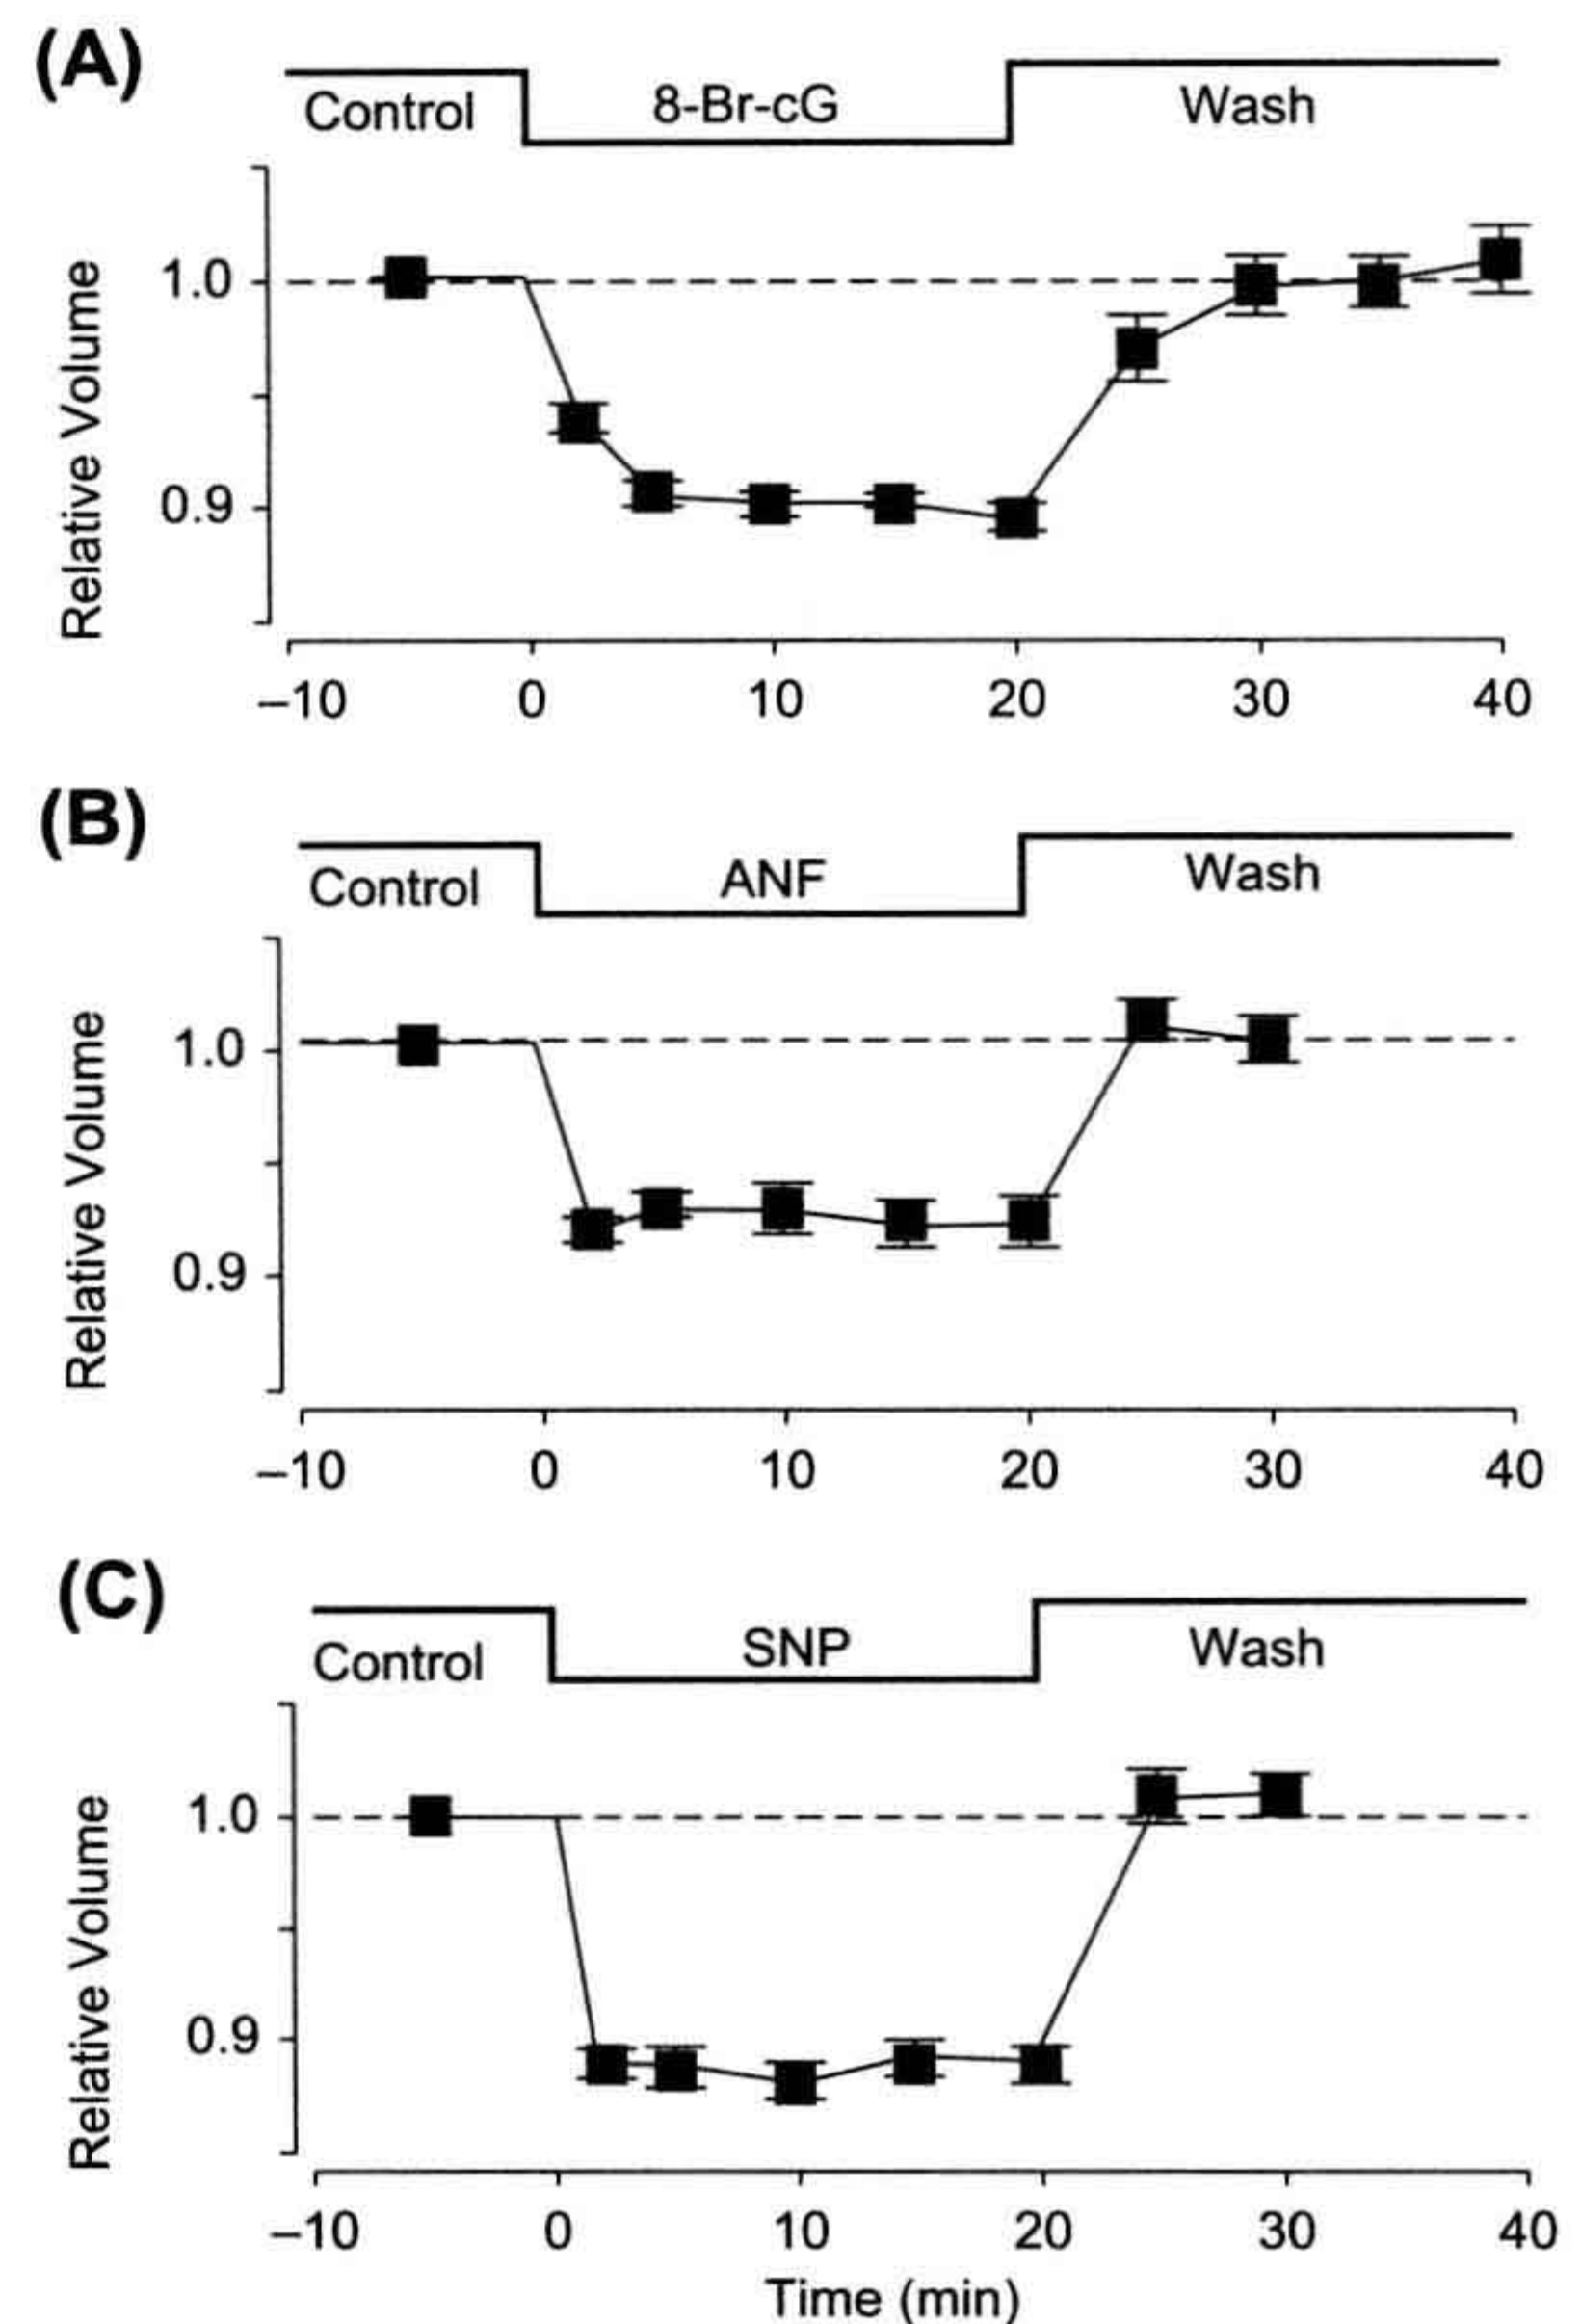 (A)
Control 8-Br-cG Wash
Relative Volume
1.0
0.9
–10 0 10 20 30 40
(B)
Control ANF Wash
Relative Volume
1.0
0.9
–10 0 10 20 30 40
(C)
Control SNP Wash
Relative Volume
1.0
0.9
–10 0 10 20 30 40
Time (min)